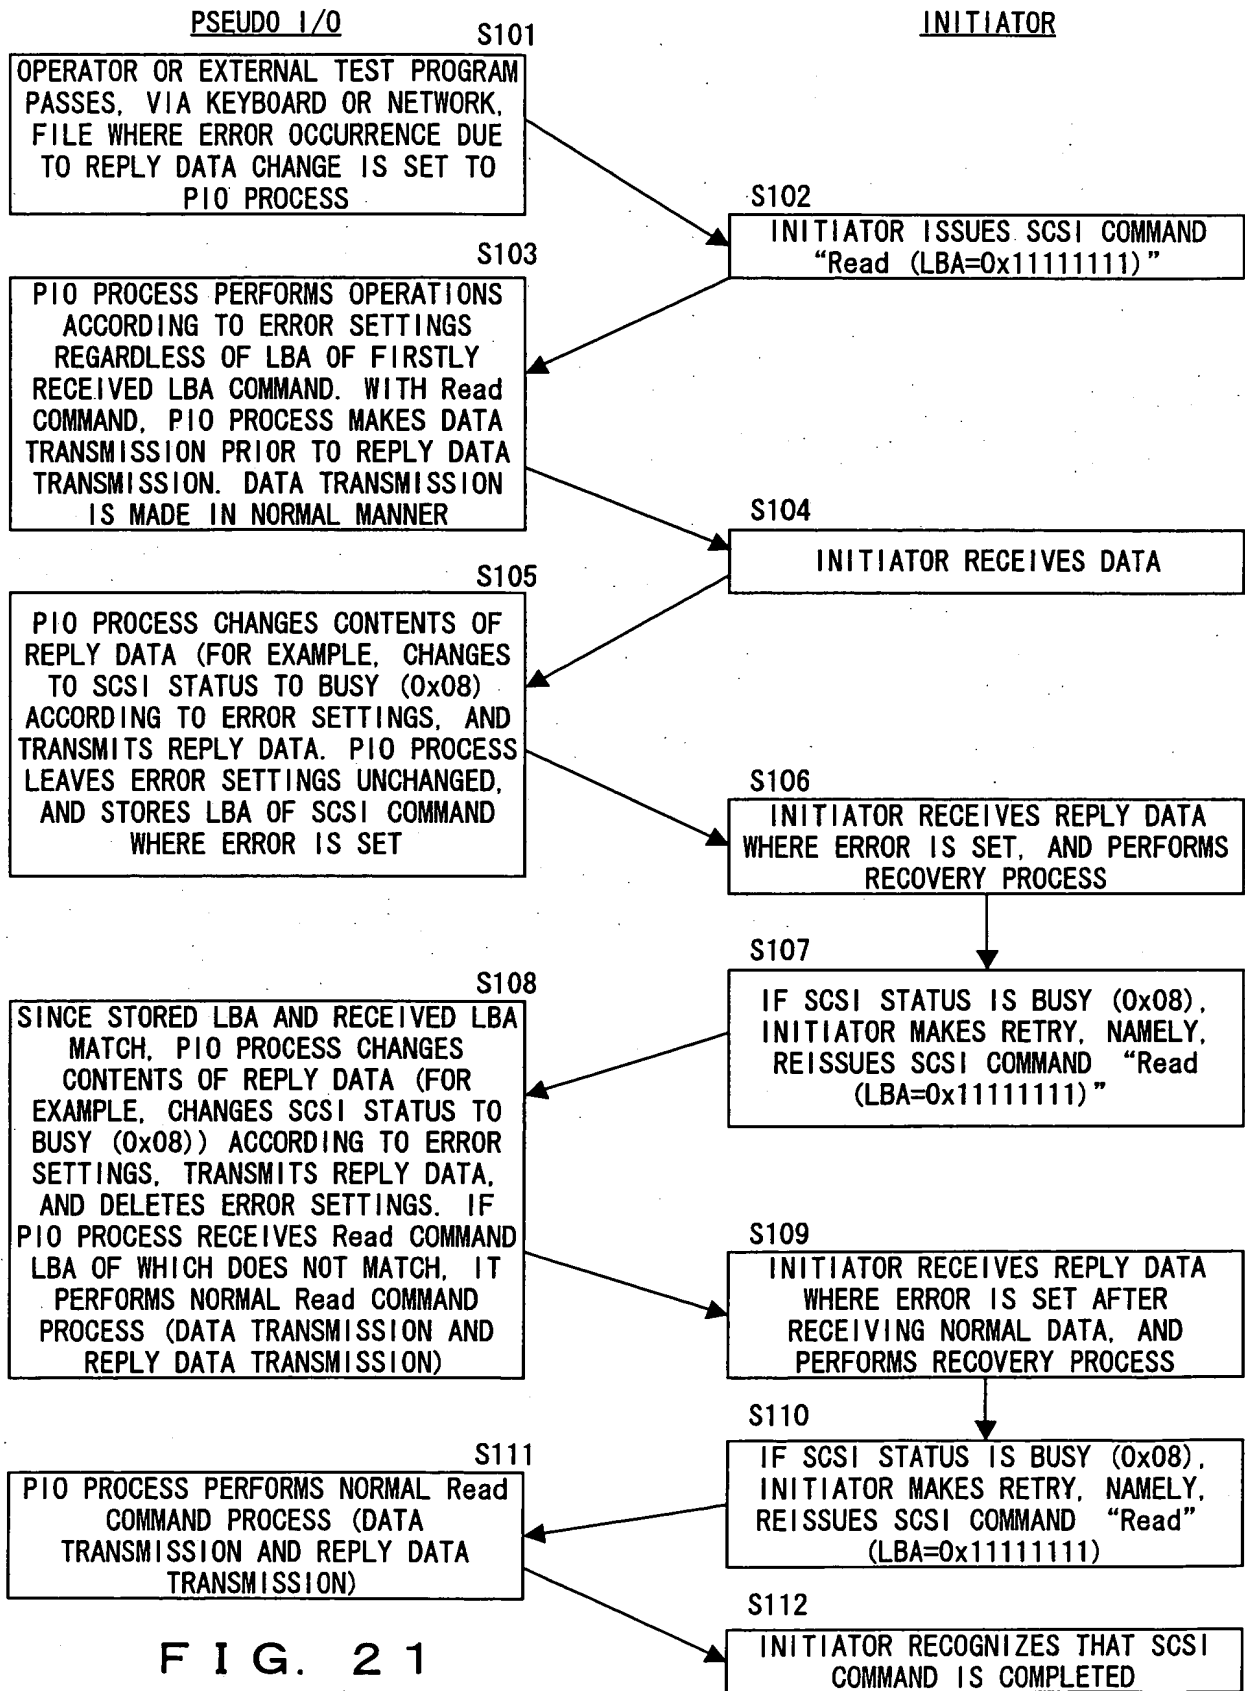 PSEUDO I/O
INITIATOR
S101
OPERATOR OR EXTERNAL TEST PROGRAM
PASSES, VIA KEYBOARD OR NETWORK,
FILE WHERE ERROR OCCURRENCE DUE
TO REPLY DATA CHANGE IS SET TO
PIO PROCESS
S102
INITIATOR ISSUES SCSI COMMAND
“Read (LBA=0x11111111)”
S103
PIO PROCESS PERFORMS OPERATIONS
ACCORDING TO ERROR SETTINGS
REGARDLESS OF LBA OF FIRSTLY
RECEIVED LBA COMMAND. WITH Read
COMMAND, PIO PROCESS MAKES DATA
TRANSMISSION PRIOR TO REPLY DATA
TRANSMISSION. DATA TRANSMISSION
IS MADE IN NORMAL MANNER
S104
INITIATOR RECEIVES DATA
S105
PIO PROCESS CHANGES CONTENTS OF
REPLY DATA (FOR EXAMPLE, CHANGES
TO SCSI STATUS TO BUSY (0x08)
ACCORDING TO ERROR SETTINGS, AND
TRANSMITS REPLY DATA. PIO PROCESS
LEAVES ERROR SETTINGS UNCHANGED,
AND STORES LBA OF SCSI COMMAND
WHERE ERROR IS SET
S106
INITIATOR RECEIVES REPLY DATA
WHERE ERROR IS SET, AND PERFORMS
RECOVERY PROCESS
S107
IF SCSI STATUS IS BUSY (0x08),
INITIATOR MAKES RETRY, NAMELY,
REISSUES SCSI COMMAND “Read
(LBA=0x11111111)”
S108
SINCE STORED LBA AND RECEIVED LBA
MATCH, PIO PROCESS CHANGES
CONTENTS OF REPLY DATA (FOR
EXAMPLE, CHANGES SCSI STATUS TO
BUSY (0x08)) ACCORDING TO ERROR
SETTINGS, TRANSMITS REPLY DATA,
AND DELETES ERROR SETTINGS. IF
PIO PROCESS RECEIVES Read COMMAND
LBA OF WHICH DOES NOT MATCH, IT
PERFORMS NORMAL Read COMMAND
PROCESS (DATA TRANSMISSION AND
REPLY DATA TRANSMISSION)
S109
INITIATOR RECEIVES REPLY DATA
WHERE ERROR IS SET AFTER
RECEIVING NORMAL DATA, AND
PERFORMS RECOVERY PROCESS
S110
IF SCSI STATUS IS BUSY (0x08),
INITIATOR MAKES RETRY, NAMELY,
REISSUES SCSI COMMAND “Read”
(LBA=0x11111111)
S111
PIO PROCESS PERFORMS NORMAL Read
COMMAND PROCESS (DATA
TRANSMISSION AND REPLY DATA
TRANSMISSION)
S112
INITIATOR RECOGNIZES THAT SCSI
COMMAND IS COMPLETED
FIG. 21